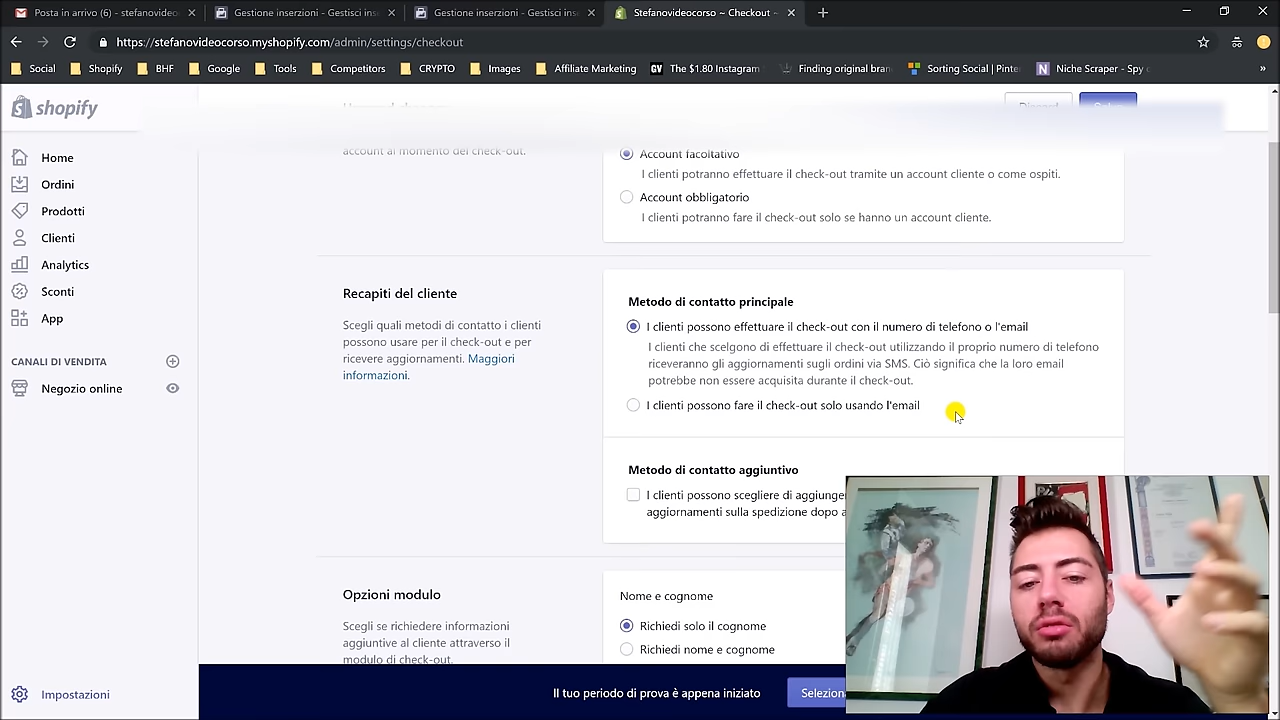 Posta in arrivo (6) - stefanovideo
Gestione inserzioni - Gestisci ins
Gestione inserzioni - Gestisci ins
Stefanovideocorso ~ Checkout ~
https://stefanovideocorso.myshopify.com/admin/settings/checkout
Social
Shopify
BHF
Google
Tools
Competitors
CRYPTO
Images
Affiliate Marketing
GV The $1.80 Instagram
Finding original bran
Sorting Social | Pinte
N Niche Scraper - Spy
»
shopify
Home
Ordini
Prodotti
Clienti
Analytics
Sconti
App
CANALI DI VENDITA
Negozio online
Impostazioni
account al momento del check-out.
Account facoltativo
I clienti potranno effettuare il check-out tramite un account cliente o come ospiti.
Account obbligatorio
I clienti potranno fare il check-out solo se hanno un account cliente.
Recapiti del cliente
Scegli quali metodi di contatto i clienti
possono usare per il check-out e per
ricevere aggiornamenti. Maggiori
informazioni.
Metodo di contatto principale
I clienti possono effettuare il check-out con il numero di telefono o l'email
I clienti che scelgono di effettuare il check-out utilizzando il proprio numero di telefono
riceveranno gli aggiornamenti sugli ordini via SMS. Ciò significa che la loro email
potrebbe non essere acquisita durante il check-out.
I clienti possono fare il check-out solo usando l'email
Metodo di contatto aggiuntivo
I clienti possono scegliere di aggiunge
aggiornamenti sulla spedizione dopo a
Opzioni modulo
Scegli se richiedere informazioni
aggiuntive al cliente attraverso il
modulo di check-out.
Nome e cognome
Richiedi solo il cognome
Richiedi nome e cognome
Il tuo periodo di prova è appena iniziato
Selezion